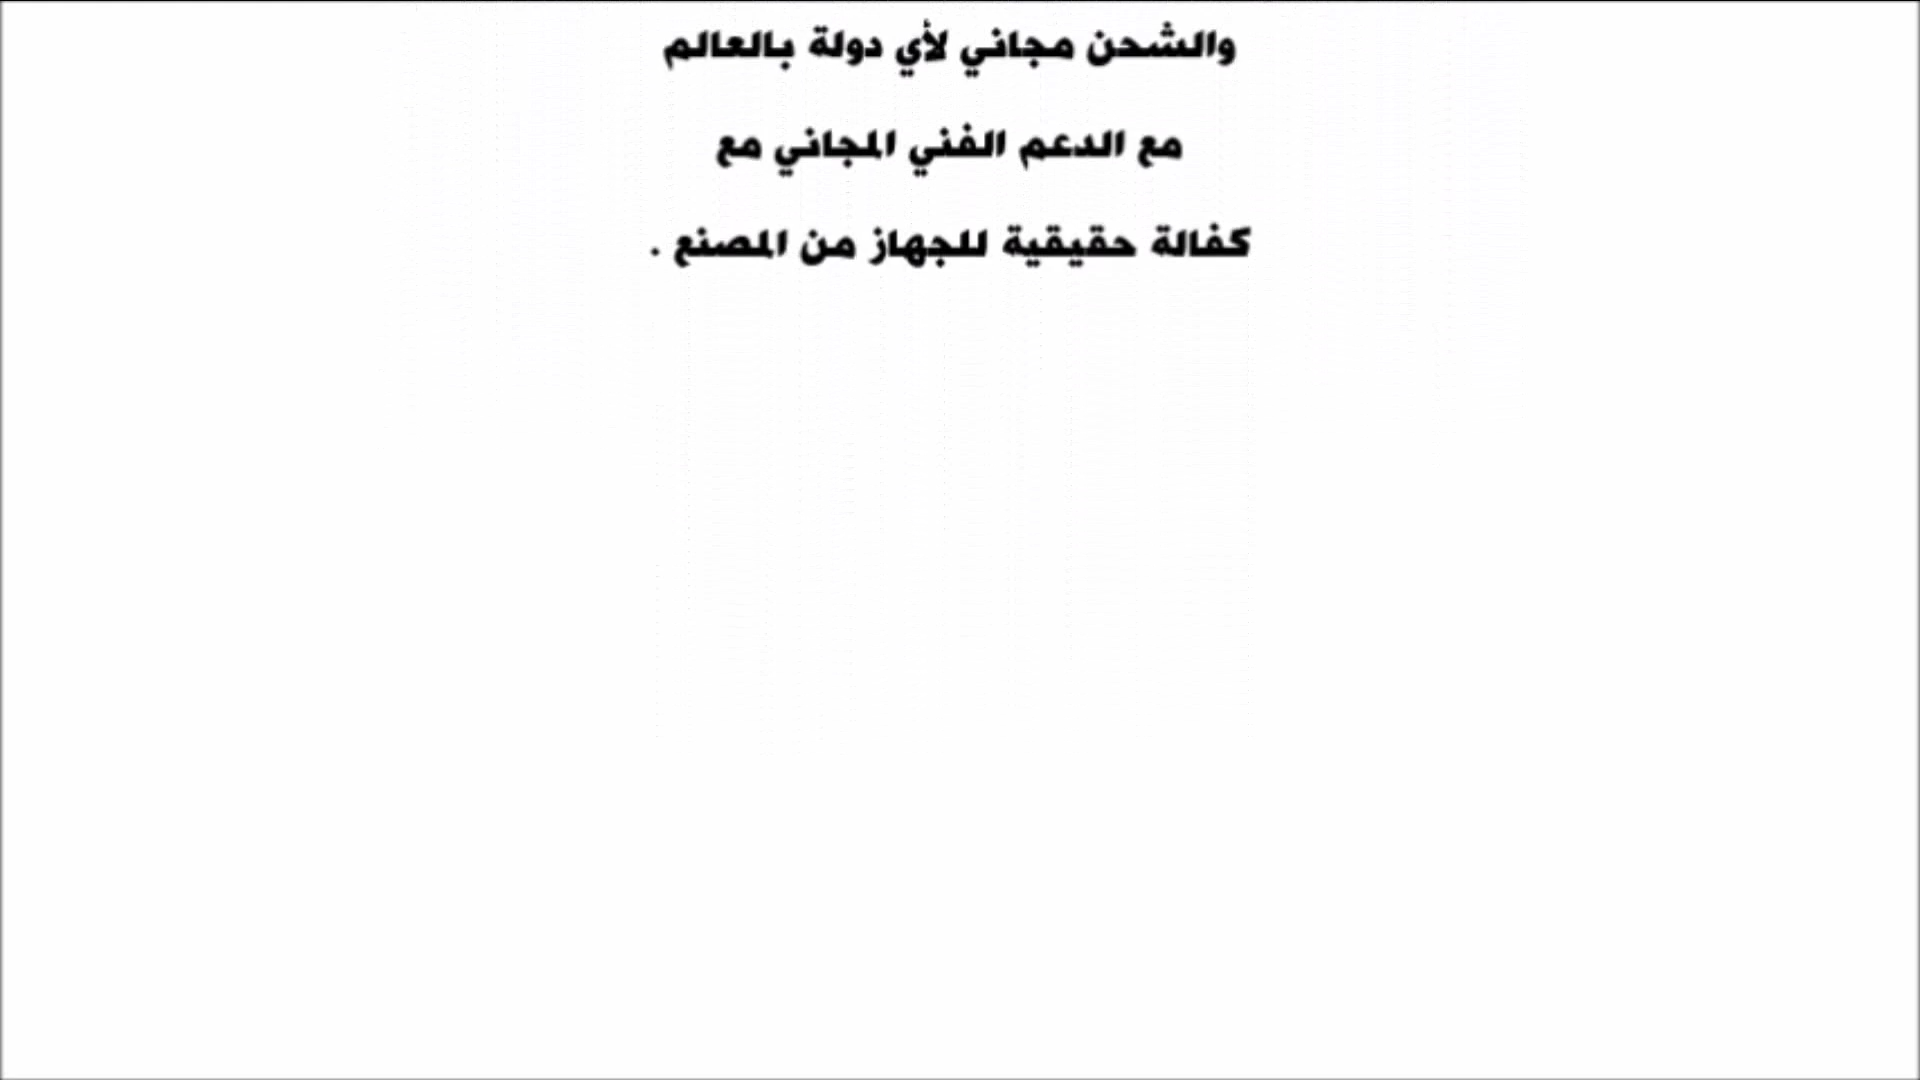 والشحن مجاني لأي دولة بالعالم
مع الدعم الفني المجاني مع
كفالة حقيقية للجهاز من المصنع .